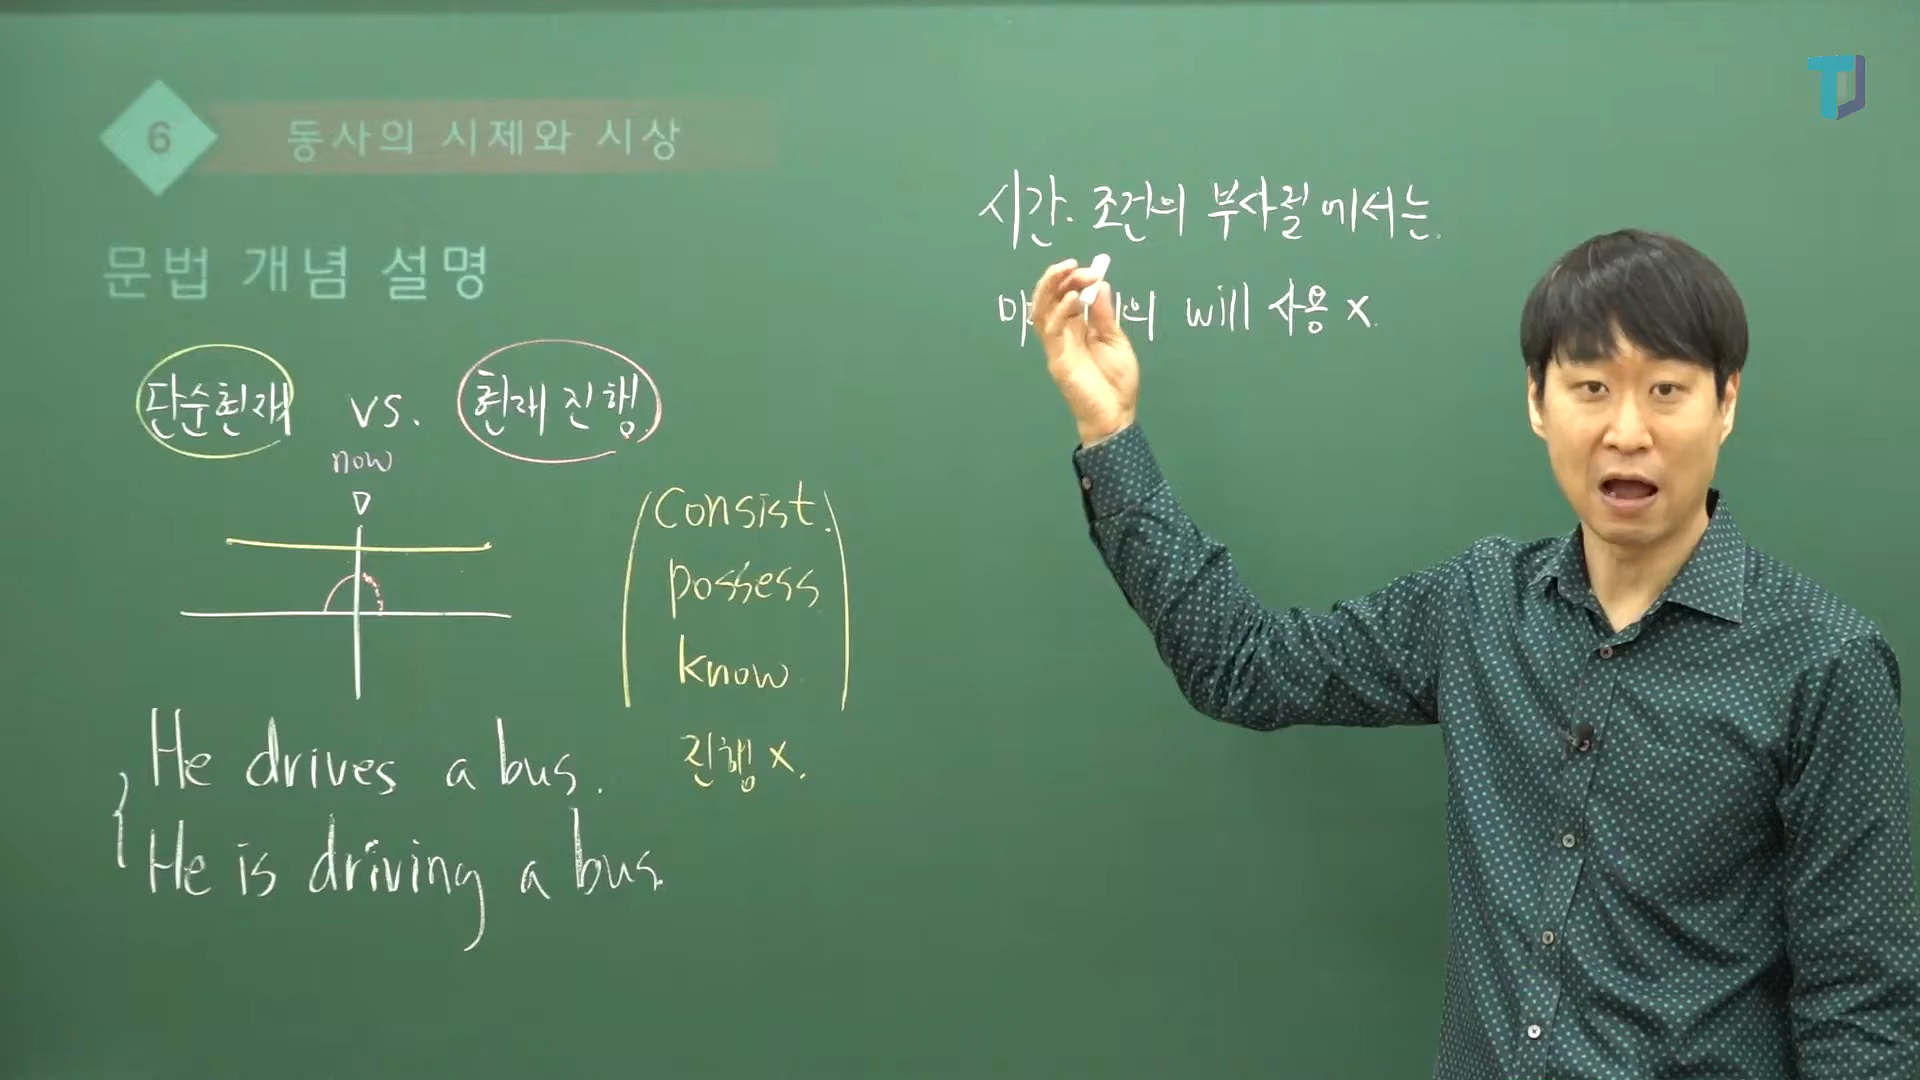 6
동사의 시제와 시상
문법 개념 설명
단순현재 vs. 현재 진행.
now
Consist.
possess
know
진행 x.
He drives a bus.
He is driving a bus.
시간. 조건의 부사절에서는.
will 사용 x.
TJ